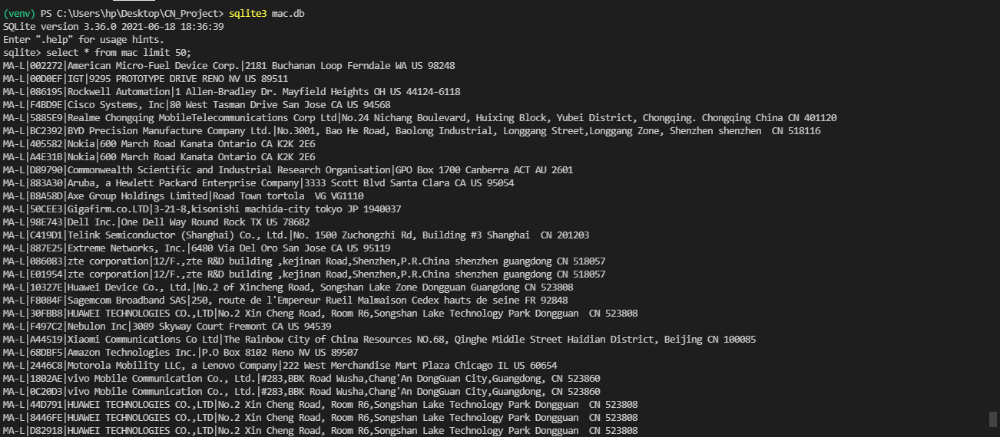 (venv) PS C:\Users\hp\Desktop\CN_Project> sqlite3 mac.db
SQLite version 3.36.0 2021-06-18 18:36:39
Enter ".help" for usage hints.
sqlite> select * from mac limit 50;
MA-L|002272|American Micro-Fuel Device Corp.|2181 Buchanan Loop Ferndale WA US 98248
MA-L|00D0EF|IGT|9295 PROTOTYPE DRIVE RENO NV US 89511
MA-L|086195|Rockwell Automation|1 Allen-Bradley Dr. Mayfield Heights OH US 44124-6118
MA-L|F4BD9E|Cisco Systems, Inc|80 West Tasman Drive San Jose CA US 94568
MA-L|5885E9|Realme Chongqing MobileTelecommunications Corp Ltd|No.24 Nichang Boulevard, Huixing Block, Yubei District, Chongqing. Chongqing China CN 401120
MA-L|BC2392|BYD Precision Manufacture Company Ltd.|No.3001, Bao He Road, Baolong Industrial, Longgang Street,Longgang Zone, Shenzhen shenzhen  CN 518116
MA-L|405582|Nokia|600 March Road Kanata Ontario CA K2K 2E6
MA-L|A4E31B|Nokia|600 March Road Kanata Ontario CA K2K 2E6
MA-L|D89790|Commonwealth Scientific and Industrial Research Organisation|GPO Box 1700 Canberra ACT AU 2601
MA-L|883A30|Aruba, a Hewlett Packard Enterprise Company|3333 Scott Blvd Santa Clara CA US 95054
MA-L|B8A58D|Axe Group Holdings Limited|Road Town tortola  VG VG1110
MA-L|50CEE3|Gigafirm.co.LTD|3-21-8,kisonishi machida-city tokyo JP 1940037
MA-L|98E743|Dell Inc.|One Dell Way Round Rock TX US 78682
MA-L|C419D1|Telink Semiconductor (Shanghai) Co., Ltd.|No. 1500 Zuchongzhi Rd, Building #3 Shanghai  CN 201203
MA-L|887E25|Extreme Networks, Inc.|6480 Via Del Oro San Jose CA US 95119
MA-L|086083|zte corporation|12/F.,zte R&D building ,kejinan Road,Shenzhen,P.R.China shenzhen guangdong CN 518057
MA-L|E01954|zte corporation|12/F.,zte R&D building ,kejinan Road,Shenzhen,P.R.China shenzhen guangdong CN 518057
MA-L|10327E|Huawei Device Co., Ltd.|No.2 of Xincheng Road, Songshan Lake Zone Dongguan Guangdong CN 523808
MA-L|F8084F|Sagemcom Broadband SAS|250, route de l'Empereur Rueil Malmaison Cedex hauts de seine FR 92848
MA-L|30FBB8|HUAWEI TECHNOLOGIES CO.,LTD|No.2 Xin Cheng Road, Room R6,Songshan Lake Technology Park Dongguan  CN 523808
MA-L|F497C2|Nebulon Inc|3089 Skyway Court Fremont CA US 94539
MA-L|A44519|Xiaomi Communications Co Ltd|The Rainbow City of China Resources NO.68, Qinghe Middle Street Haidian District, Beijing CN 100085
MA-L|68DBF5|Amazon Technologies Inc.|P.O Box 8102 Reno NV US 89507
MA-L|2446C8|Motorola Mobility LLC, a Lenovo Company|222 West Merchandise Mart Plaza Chicago IL US 60654
MA-L|1802AE|vivo Mobile Communication Co., Ltd.|#283,BBK Road Wusha,Chang'An DongGuan City,Guangdong, CN 523860
MA-L|0C20D3|vivo Mobile Communication Co., Ltd.|#283,BBK Road Wusha,Chang'An DongGuan City,Guangdong, CN 523860
MA-L|44D791|HUAWEI TECHNOLOGIES CO.,LTD|No.2 Xin Cheng Road, Room R6,Songshan Lake Technology Park Dongguan  CN 523808
MA-L|8446FE|HUAWEI TECHNOLOGIES CO.,LTD|No.2 Xin Cheng Road, Room R6,Songshan Lake Technology Park Dongguan  CN 523808
MA-L|D82918|HUAWEI TECHNOLOGIES CO.,LTD|No.2 Xin Cheng Road, Room R6,Songshan Lake Technology Park Dongguan  CN 523808